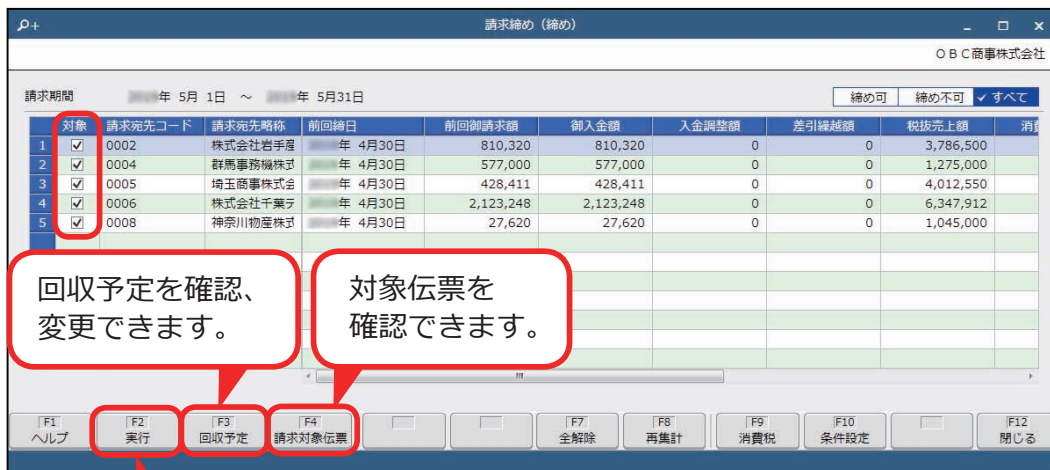 請求締め（締め）
ＯＢＣ商事株式会社
請求期間 年 5月 1日 ～ 年 5月31日 締め可 締め不可 ✓ すべて
対象 請求宛先コード 請求宛先略称 前回締日 前回御請求額 御入金額 入金調整額 差引繰越額 税抜売上額 消費
1 0002 株式会社岩手産 年 4月30日 810,320 810,320 0 0 3,786,500
2 0004 群馬事務機株式 年 4月30日 577,000 577,000 0 0 1,275,000
3 0005 埼玉商事株式会 年 4月30日 428,411 428,411 0 0 4,012,550
4 0006 株式会社千葉テ 年 4月30日 2,123,248 2,123,248 0 0 6,347,912
5 0008 神奈川物産株式 年 4月30日 27,620 27,620 0 0 1,045,000
回収予定を確認、
変更できます。
対象伝票を
確認できます。
F1 F2 F3 F4 F7 F8 F9 F10 F12
ヘルプ 実行 回収予定 請求対象伝票 全解除 再集計 消費税 条件設定 閉じる